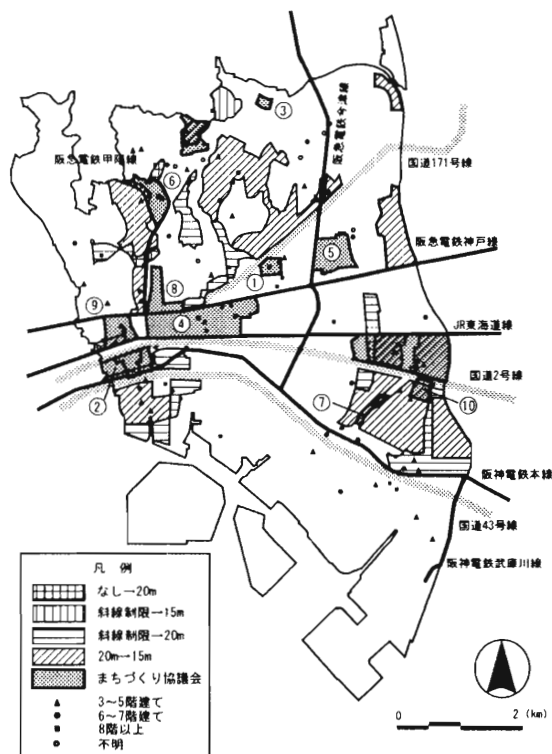 ③
阪急電鉄今津線
国道171号線
阪急電鉄甲陽線
⑥
阪急電鉄神戸線
⑤
①
⑧
⑨
④
JR東海道線
国道2号線
②
⑦
⑩
阪神電鉄本線
国道43号線
阪神電鉄武庫川線
凡 例
なし→20m
斜線制限→15m
斜線制限→20m
20m→15m
まちづくり協議会
3~5階建て
6~7階建て
8階以上
不明
0 2 (km)